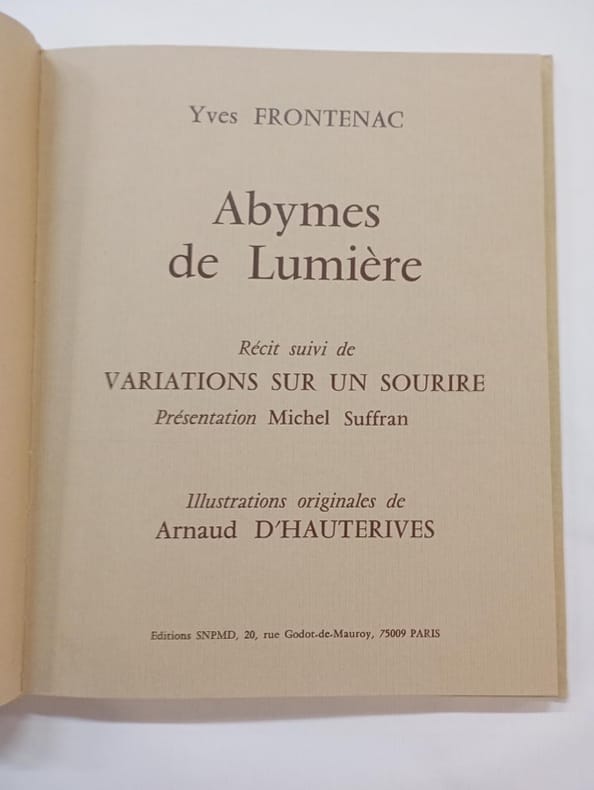 Yves FRONTENAC
Abymes
de Lumière
Récit suivi de
VARIATIONS SUR UN SOURIRE
Présentation Michel Suffran
Illustrations originales de
Arnaud D'HAUTERIVES
Editions SNPMD, 20, rue Godot-de-Mauroy, 75009 PARIS